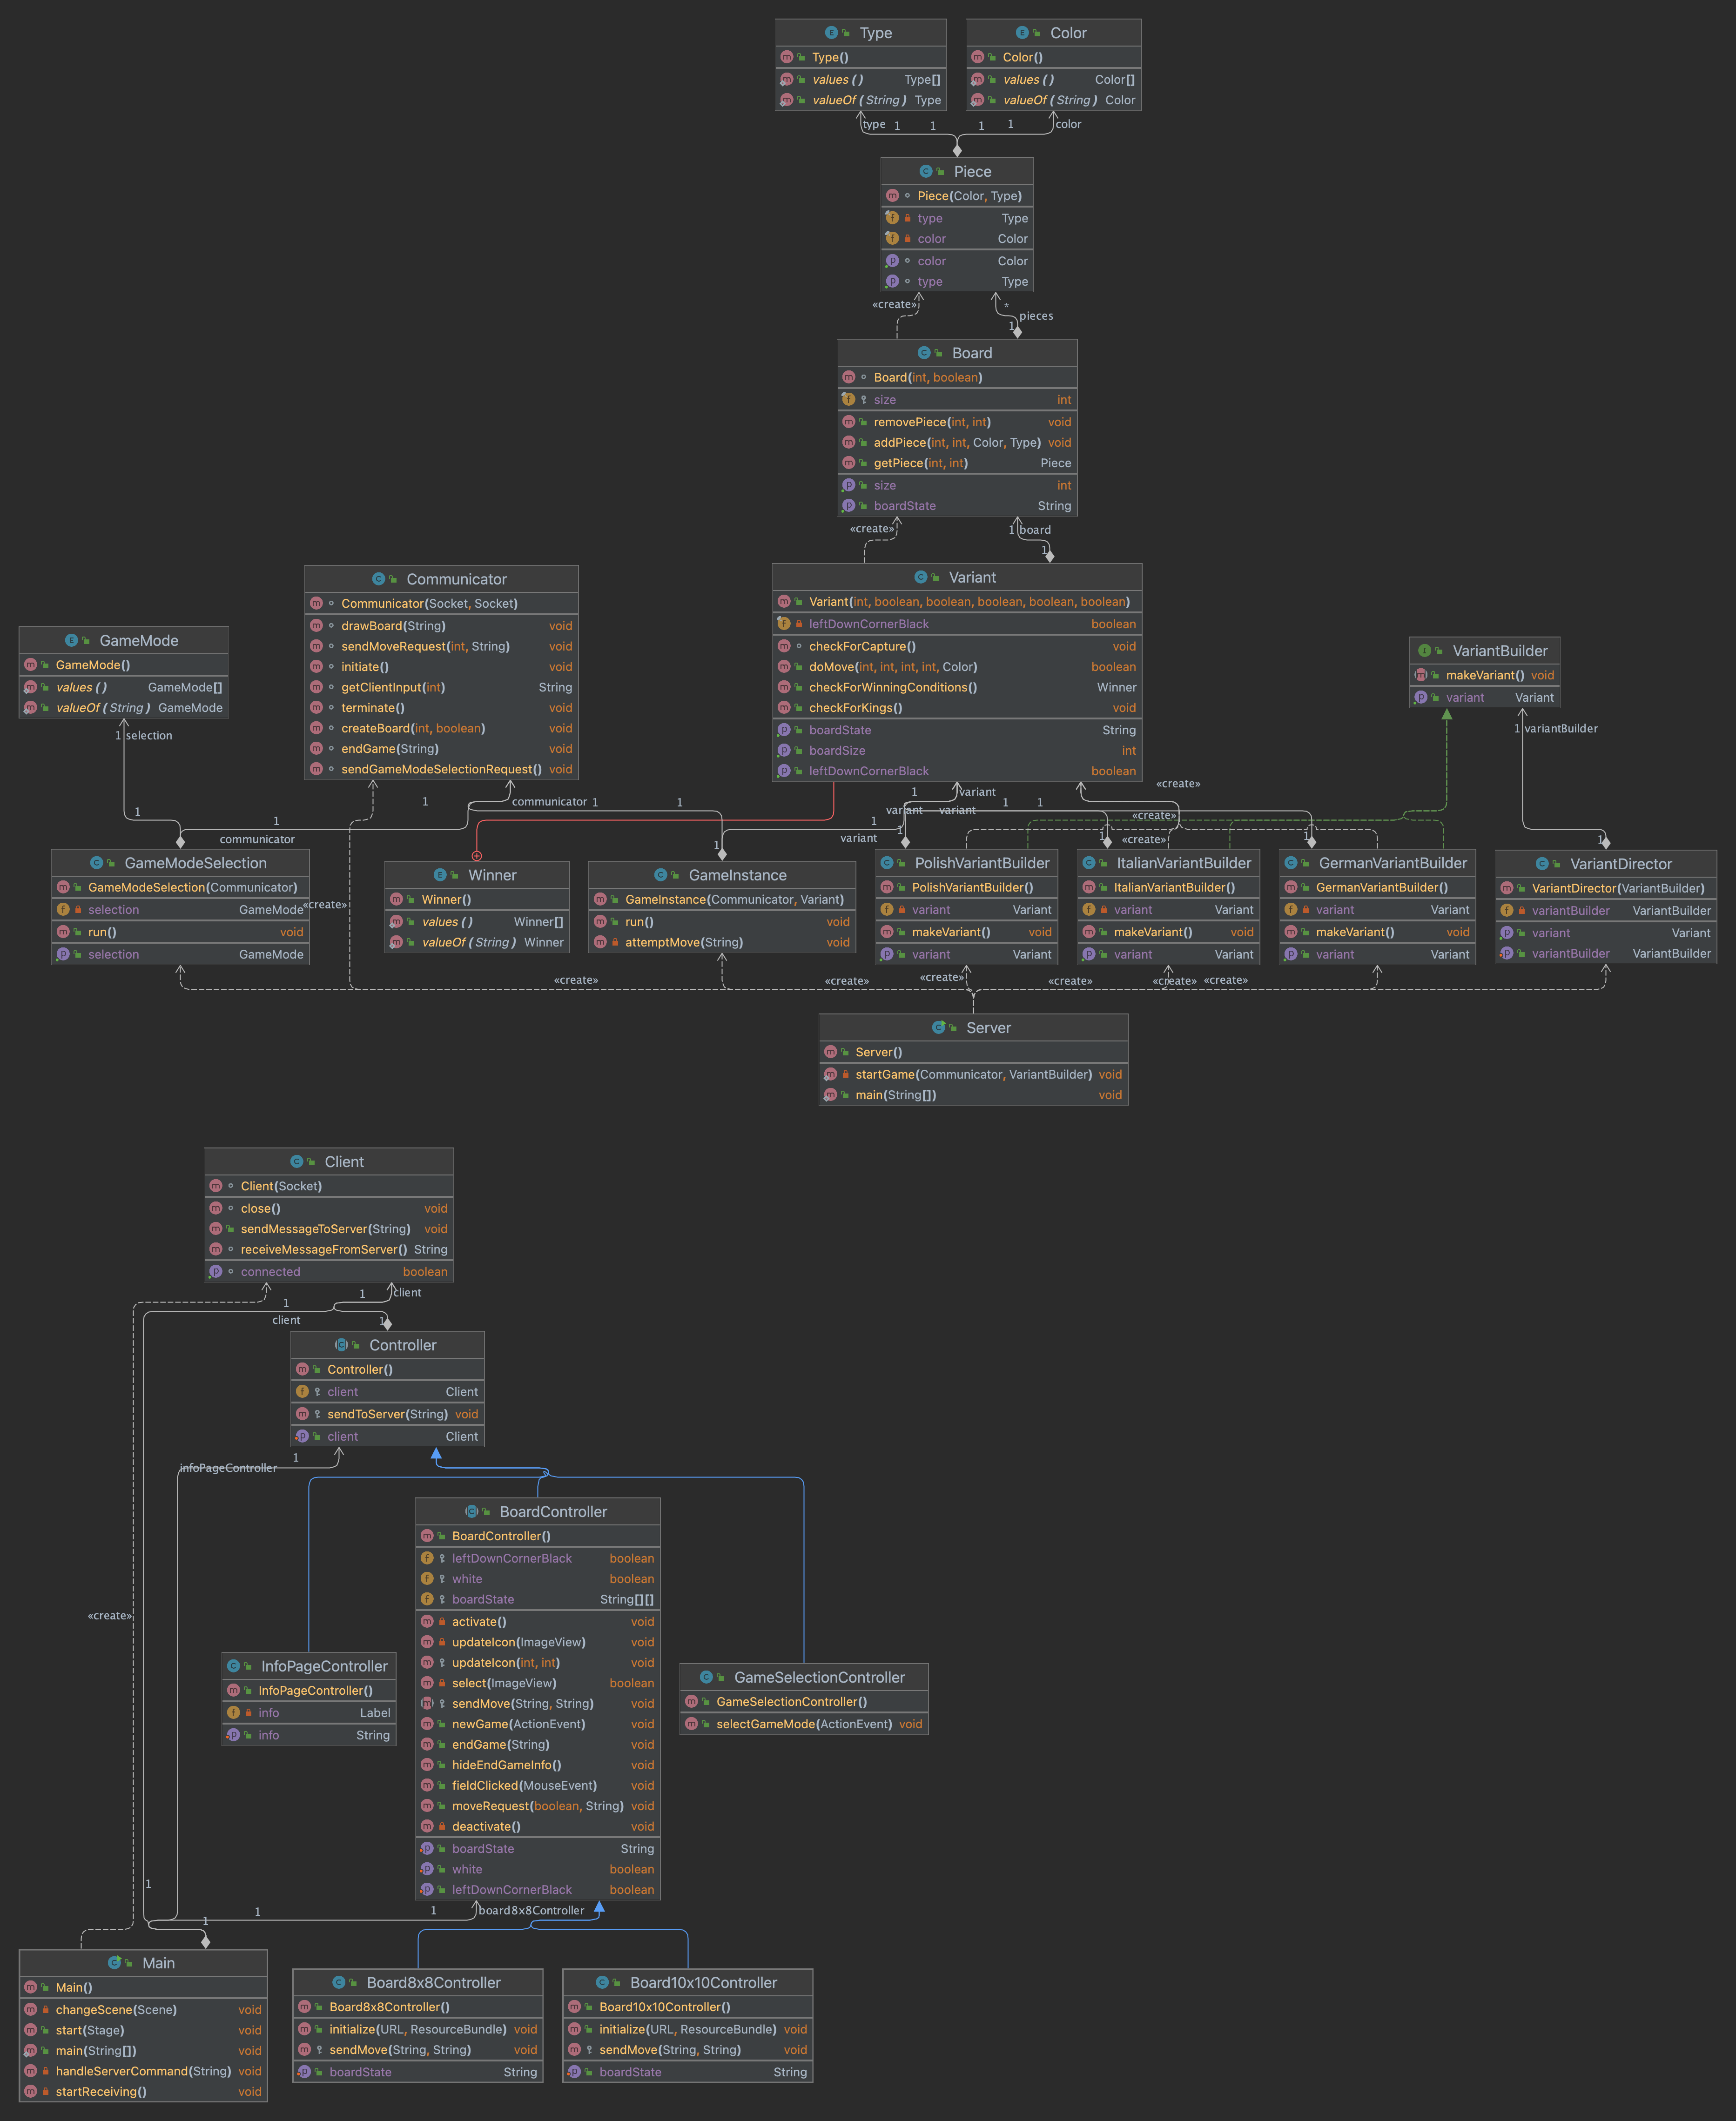 Type
Type()
values () Type[]
valueOf (String) Type
Color
Color()
values () Color[]
valueOf (String) Color
type 1 1 1 1 color
Piece
Piece(Color, Type)
type Type
color Color
color Color
type Type
«create» *
pieces
1
Board
Board(int, boolean)
size int
removePiece(int, int) void
addPiece(int, int, Color, Type) void
getPiece(int, int) Piece
size int
boardState String
«create» 1 board
1
Communicator
Communicator(Socket, Socket)
drawBoard(String) void
sendMoveRequest(int, String) void
initiate() void
getClientInput(int) String
terminate() void
createBoard(int, boolean) void
endGame(String) void
sendGameModeSelectionRequest() void
Variant
Variant(int, boolean, boolean, boolean, boolean, boolean)
leftDownCornerBlack boolean
checkForCapture() void
doMove(int, int, int, int, Color) boolean
checkForWinningConditions() Winner
checkForKings() void
boardState String
boardSize int
leftDownCornerBlack boolean
GameMode
GameMode()
values () GameMode[]
valueOf (String) GameMode
VariantBuilder
makeVariant() void
variant Variant
1 selection
1 variantBuilder
«create»
1 variant
1 communicator 1 1
variant variant 1 1
1 1 «create»
communicator variant 1 1 «create» 1 1
1
GameModeSelection
GameModeSelection(Communicator)
selection GameMode
run() void
selection GameMode
«create»
Winner
Winner()
values () Winner[]
valueOf (String) Winner
GameInstance
GameInstance(Communicator, Variant)
run() void
attemptMove(String) void
PolishVariantBuilder
PolishVariantBuilder()
variant Variant
makeVariant() void
variant Variant
ItalianVariantBuilder
ItalianVariantBuilder()
variant Variant
makeVariant() void
variant Variant
GermanVariantBuilder
GermanVariantBuilder()
variant Variant
makeVariant() void
variant Variant
VariantDirector
VariantDirector(VariantBuilder)
variantBuilder VariantBuilder
variant Variant
variantBuilder VariantBuilder
«create» «create» «create» «create» «create» «create»
Server
Server()
startGame(Communicator, VariantBuilder) void
main(String[]) void
Client
Client(Socket)
close() void
sendMessageToServer(String) void
receiveMessageFromServer() String
connected boolean
1 client
1
client 1
Controller
Controller()
client Client
sendToServer(String) void
client Client
1
infoPageController
BoardController
BoardController()
leftDownCornerBlack boolean
white boolean
boardState String[][]
activate() void
updateIcon(ImageView) void
updateIcon(int, int) void
select(ImageView) boolean
sendMove(String, String) void
newGame(ActionEvent) void
endGame(String) void
hideEndGameInfo() void
fieldClicked(MouseEvent) void
moveRequest(boolean, String) void
deactivate() void
boardState String
white boolean
leftDownCornerBlack boolean
«create»
InfoPageController
InfoPageController()
info Label
info String
GameSelectionController
GameSelectionController()
selectGameMode(ActionEvent) void
1
1 1 board8x8Controller
1
Main
Main()
changeScene(Scene) void
start(Stage) void
main(String[]) void
handleServerCommand(String) void
startReceiving() void
Board8x8Controller
Board8x8Controller()
initialize(URL, ResourceBundle) void
sendMove(String, String) void
boardState String
Board10x10Controller
Board10x10Controller()
initialize(URL, ResourceBundle) void
sendMove(String, String) void
boardState String